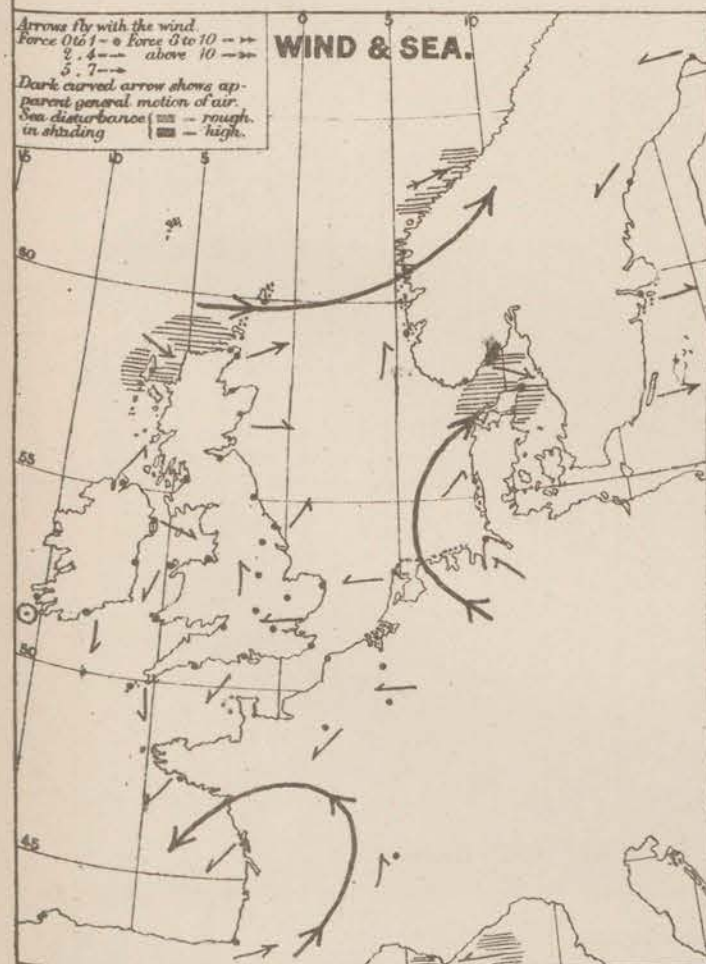 Arrows fly with the wind.
Force 0 to 1 - • Force 8 to 10 -
2 . 4 - above 10 -
5 . 7 -
Dark curved arrow shows ap-
parent general motion of air.
Sea disturbance - rough.
in shading - high.
WIND & SEA.
0 5 10
15 10 5
60
55
50
45